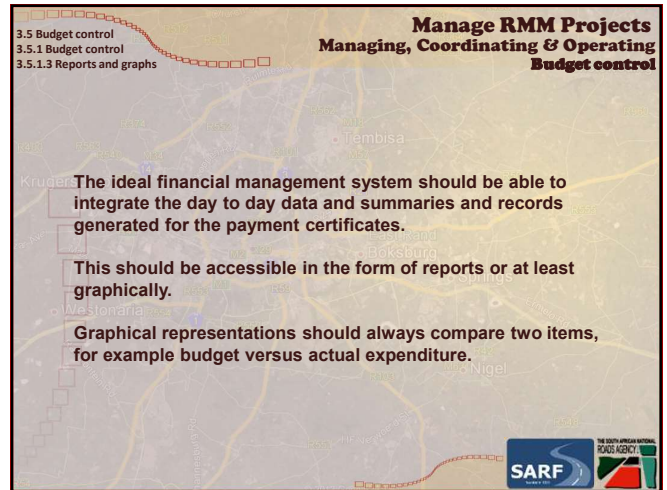 3.5 Budget control
3.5.1 Budget control
3.5.1.3 Reports and graphs
Manage RMM Projects
Managing, Coordinating & Operating
Budget control
Tembisa
The ideal financial management system should be able to
integrate the day to day data and summaries and records
generated for the payment certificates.
Boksburg
This should be accessible in the form of reports or at least
graphically.
Westonaria
Graphical representations should always compare two items,
for example budget versus actual expenditure.
Nigel
SARF
THE SOUTH AFRICAN NATIONAL
ROADS AGENCY